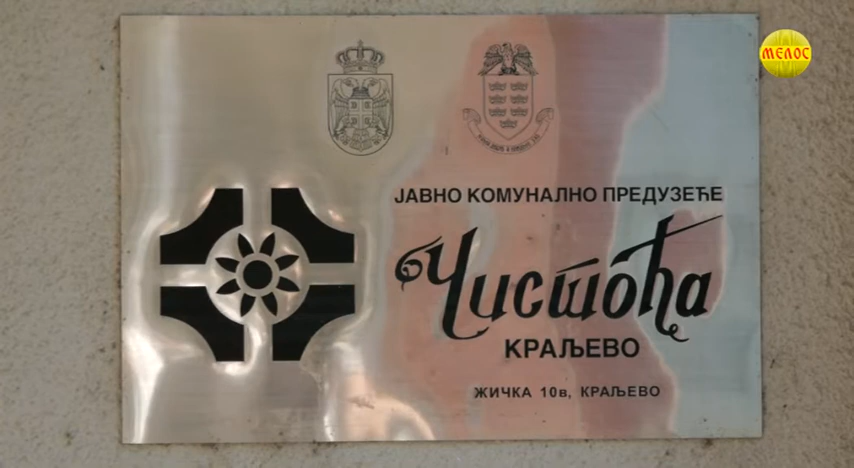 МЕЛОС
ЈАВНО КОМУНАЛНО ПРЕДУЗЕЋЕ
Чистоћа
КРАЉЕВО
ЖИЧКА 10в, КРАЉЕВО